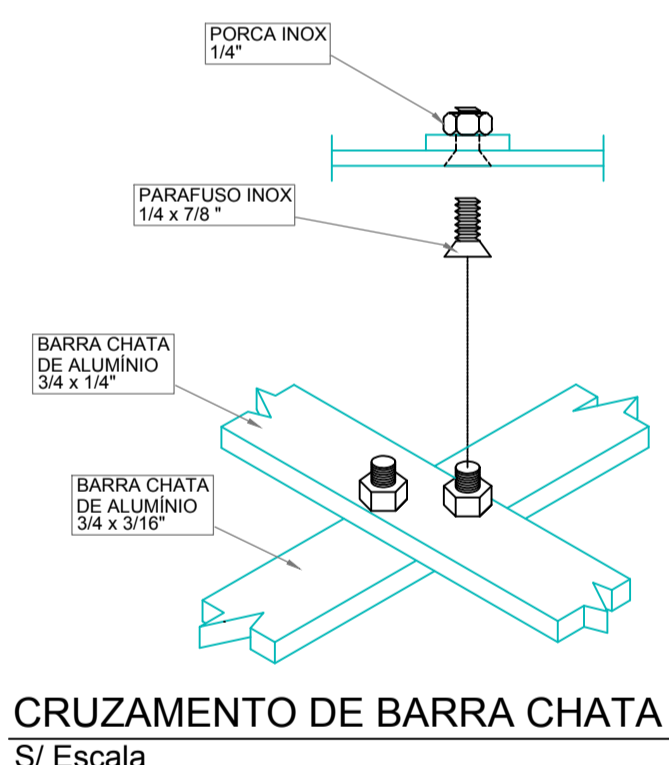 PORCA INOX
1/4"
PARAFUSO INOX
1/4 x 7/8 "
BARRA CHATA
DE ALUMÍNIO
3/4 x 1/4"
BARRA CHATA
DE ALUMÍNIO
3/4 x 3/16"
CRUZAMENTO DE BARRA CHATA
S/ Escala